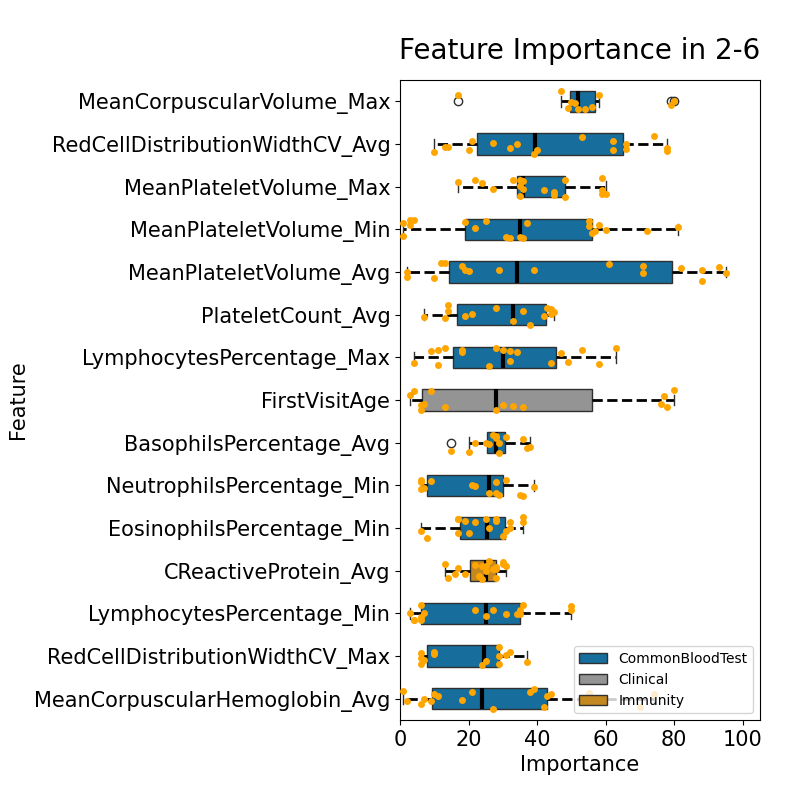 Feature Importance in 2-6
MeanCorpuscularVolume_Max
RedCellDistributionWidthCV_Avg
MeanPlateletVolume_Max
MeanPlateletVolume_Min
MeanPlateletVolume_Avg
PlateletCount_Avg
LymphocytesPercentage_Max
FirstVisitAge
BasophilsPercentage_Avg
NeutrophilsPercentage_Min
EosinophilsPercentage_Min
CReactiveProtein_Avg
LymphocytesPercentage_Min
RedCellDistributionWidthCV_Max
MeanCorpuscularHemoglobin_Avg
Feature
CommonBloodTest
Clinical
Immunity
0 20 40 60 80 100
Importance